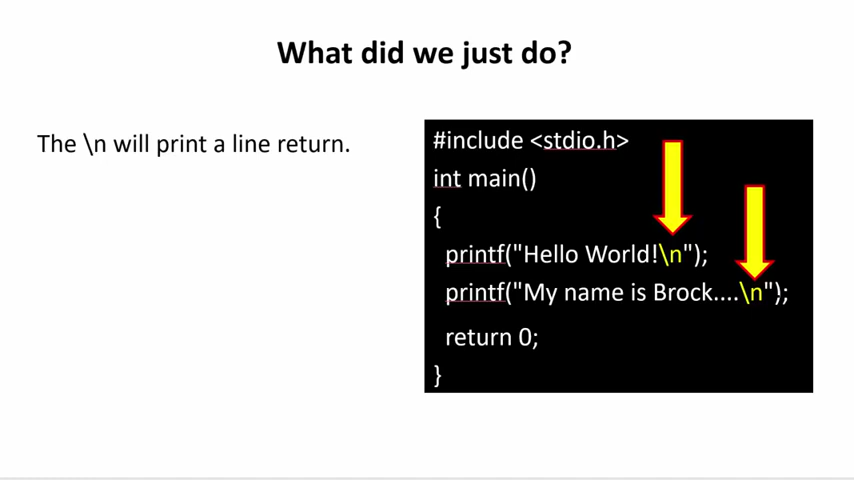 What did we just do?
The \n will print a line return.
#include <stdio.h>
int main()
{
printf("Hello World!\n");
printf("My name is Brock....\n");
return 0;
}